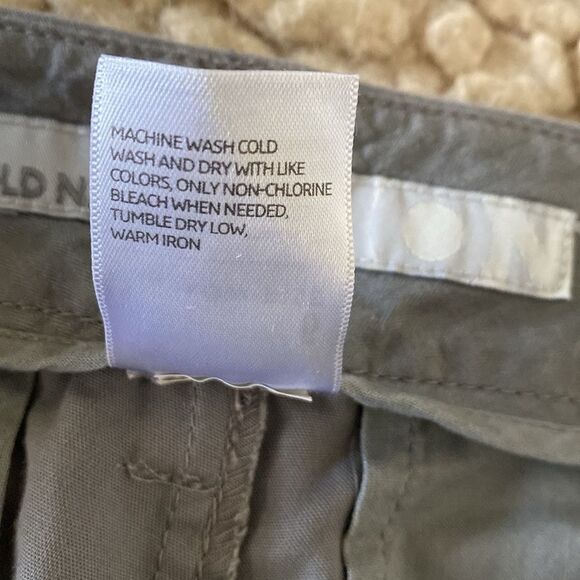 MACHINE WASH COLD
WASH AND DRY WITH LIKE
COLORS, ONLY NON-CHLORINE
BLEACH WHEN NEEDED,
TUMBLE DRY LOW,
WARM IRON
LD N